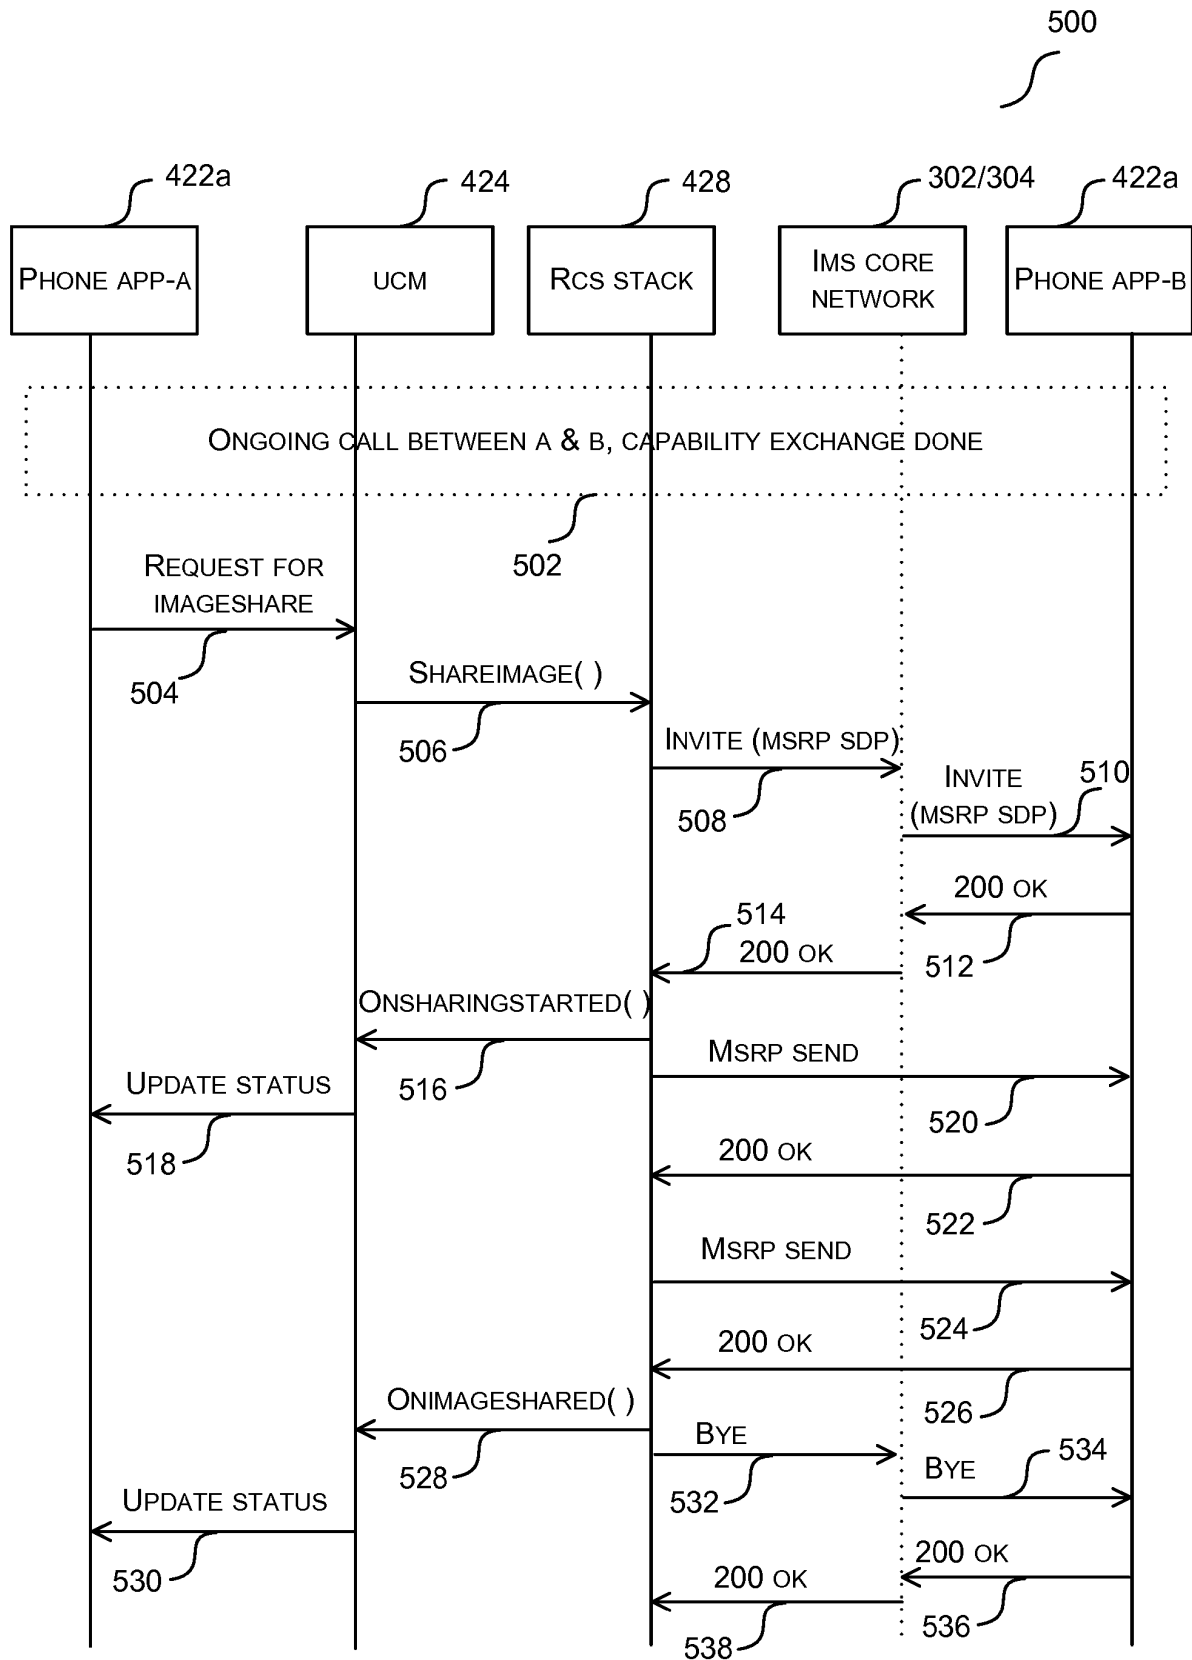 500
422a
424
428
302/304
422a
PHONE APP-A
UCM
RCS STACK
IMS CORE
NETWORK
PHONE APP-B
ONGOING CALL BETWEEN A & B, CAPABILITY EXCHANGE DONE
502
REQUEST FOR
IMAGESHARE
504
SHAREIMAGE( )
506
INVITE (MSRP SDP)
508
INVITE
(MSRP SDP)
510
200 OK
512
514
200 OK
ONSHARINGSTARTED( )
516
MSRP SEND
520
UPDATE STATUS
518
200 OK
522
MSRP SEND
524
200 OK
526
ONIMAGESHARED( )
528
BYE
532
534
BYE
UPDATE STATUS
530
200 OK
536
200 OK
538